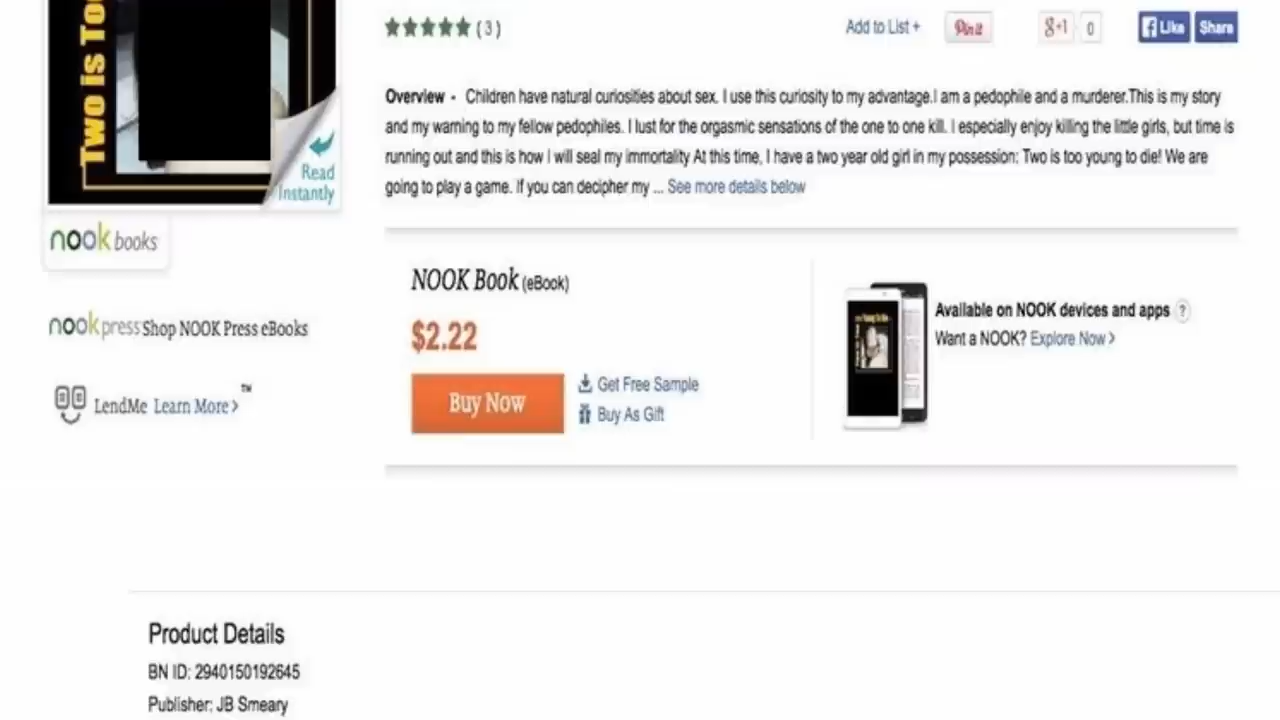 Two is Too
Read
Instantly
nook books
nook press Shop NOOK Press eBooks
LendMe Learn More > ™
(3)
Add to List +
Pin it
g+1
0
Like
Share
Overview - Children have natural curiosities about sex. I use this curiosity to my advantage.I am a pedophile and a murderer.This is my story
and my warning to my fellow pedophiles. I lust for the orgasmic sensations of the one to one kill. I especially enjoy killing the little girls, but time is
running out and this is how I will seal my immortality At this time, I have a two year old girl in my possession: Two is too young to die! We are
going to play a game. If you can decipher my ... See more details below
NOOK Book (eBook)
$2.22
Buy Now
Get Free Sample
Buy As Gift
Available on NOOK devices and apps ?
Want a NOOK? Explore Now >
Product Details
BN ID: 2940150192645
Publisher: JB Smeary